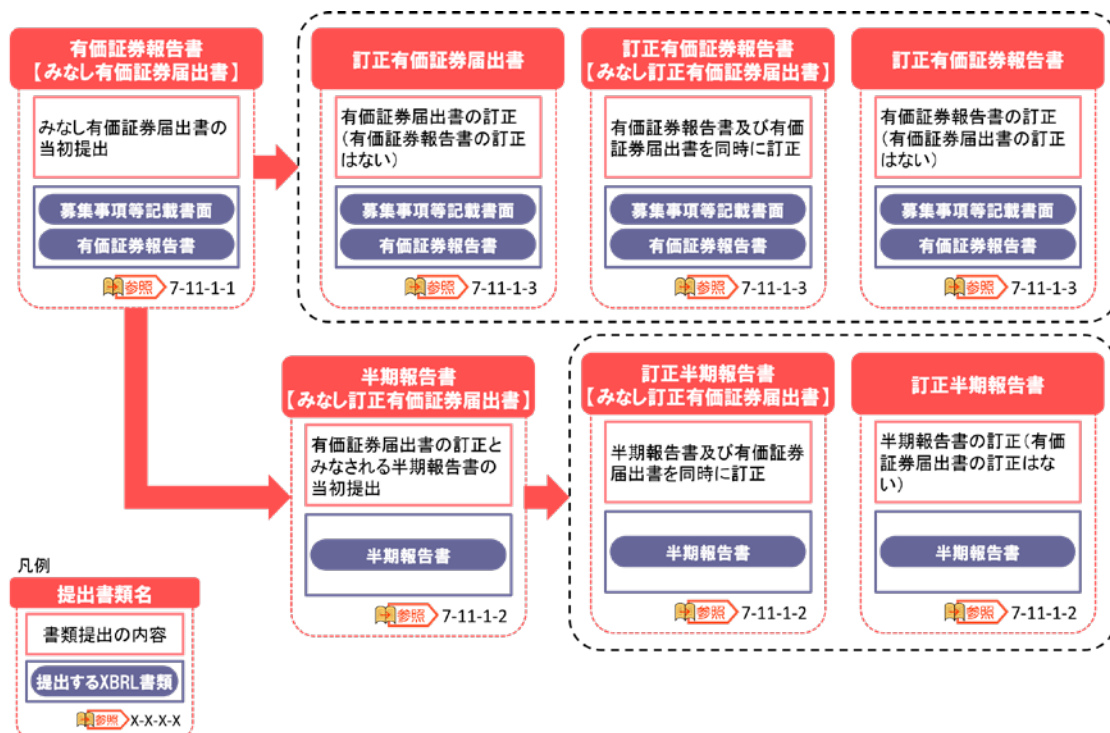 有価証券報告書
【みなし有価証券届出書】
みなし有価証券届出書の
当初提出
募集事項等記載書面
有価証券報告書
参照 7-11-1-1
訂正有価証券届出書
有価証券届出書の訂正
（有価証券報告書の訂正
はない）
募集事項等記載書面
有価証券報告書
参照 7-11-1-3
訂正有価証券報告書
【みなし訂正有価証券届出書】
有価証券報告書及び有価
証券届出書を同時に訂正
募集事項等記載書面
有価証券報告書
参照 7-11-1-3
訂正有価証券報告書
有価証券報告書の訂正
（有価証券届出書の訂正
はない）
募集事項等記載書面
有価証券報告書
参照 7-11-1-3
半期報告書
【みなし訂正有価証券届出書】
有価証券届出書の訂正と
みなされる半期報告書の
当初提出
半期報告書
参照 7-11-1-2
訂正半期報告書
【みなし訂正有価証券届出書】
半期報告書及び有価証券
届出書を同時に訂正
半期報告書
参照 7-11-1-2
訂正半期報告書
半期報告書の訂正（有価
証券届出書の訂正はな
い）
半期報告書
参照 7-11-1-2
凡例
提出書類名
書類提出の内容
提出するXBRL書類
参照 X-X-X-X